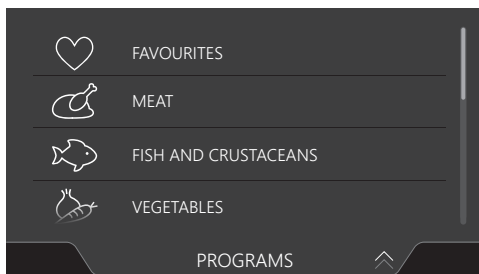 FAVOURITES
MEAT
FISH AND CRUSTACEANS
VEGETABLES
PROGRAMS